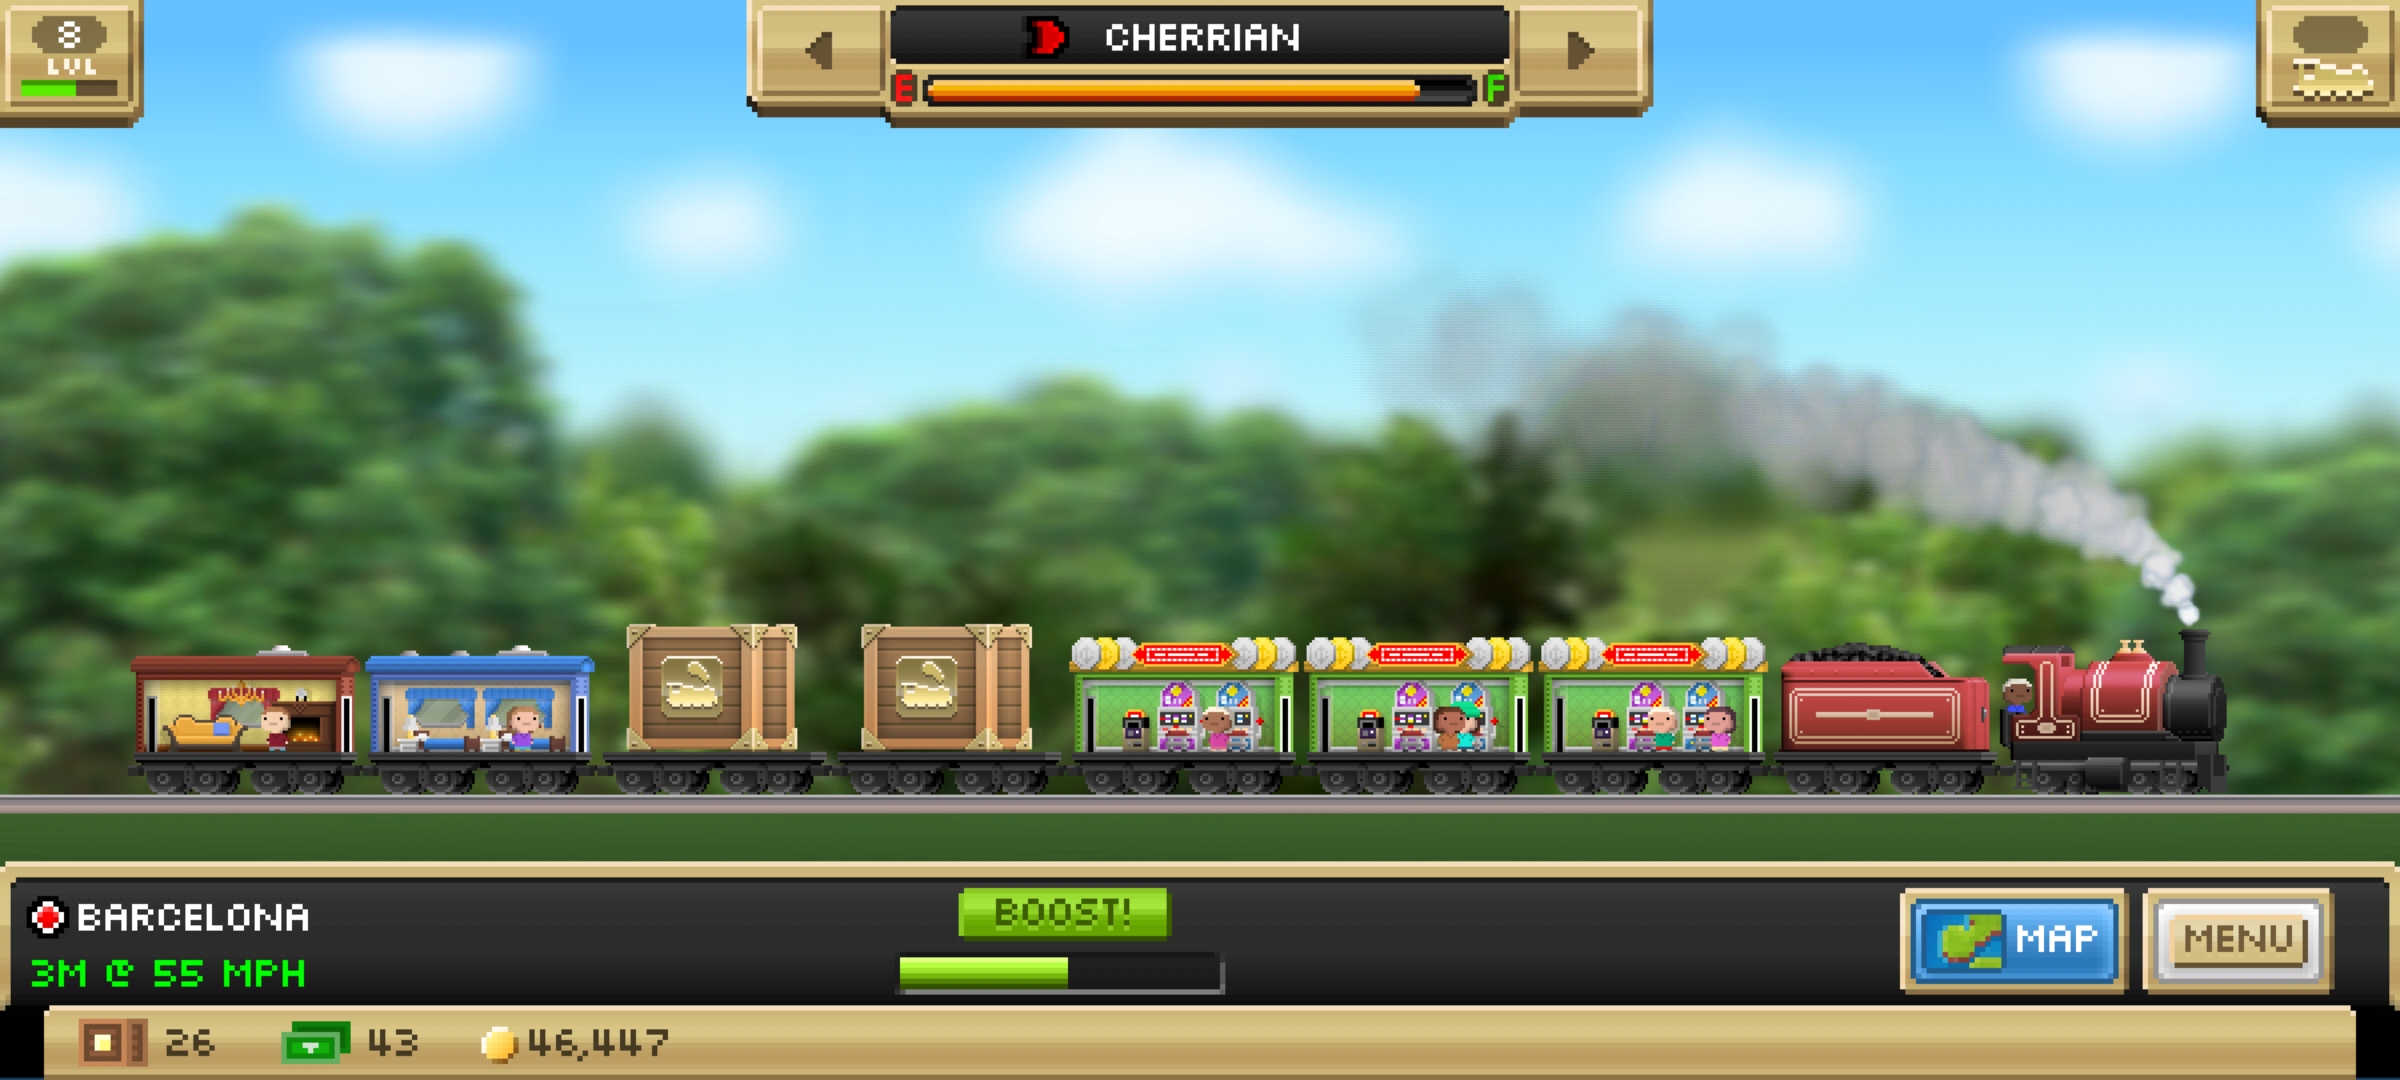 8
LVL
CHERRIAN
E F
BARCELONA
3M @ 55 MPH
BOOST!
MAP
MENU
26
43
46,447